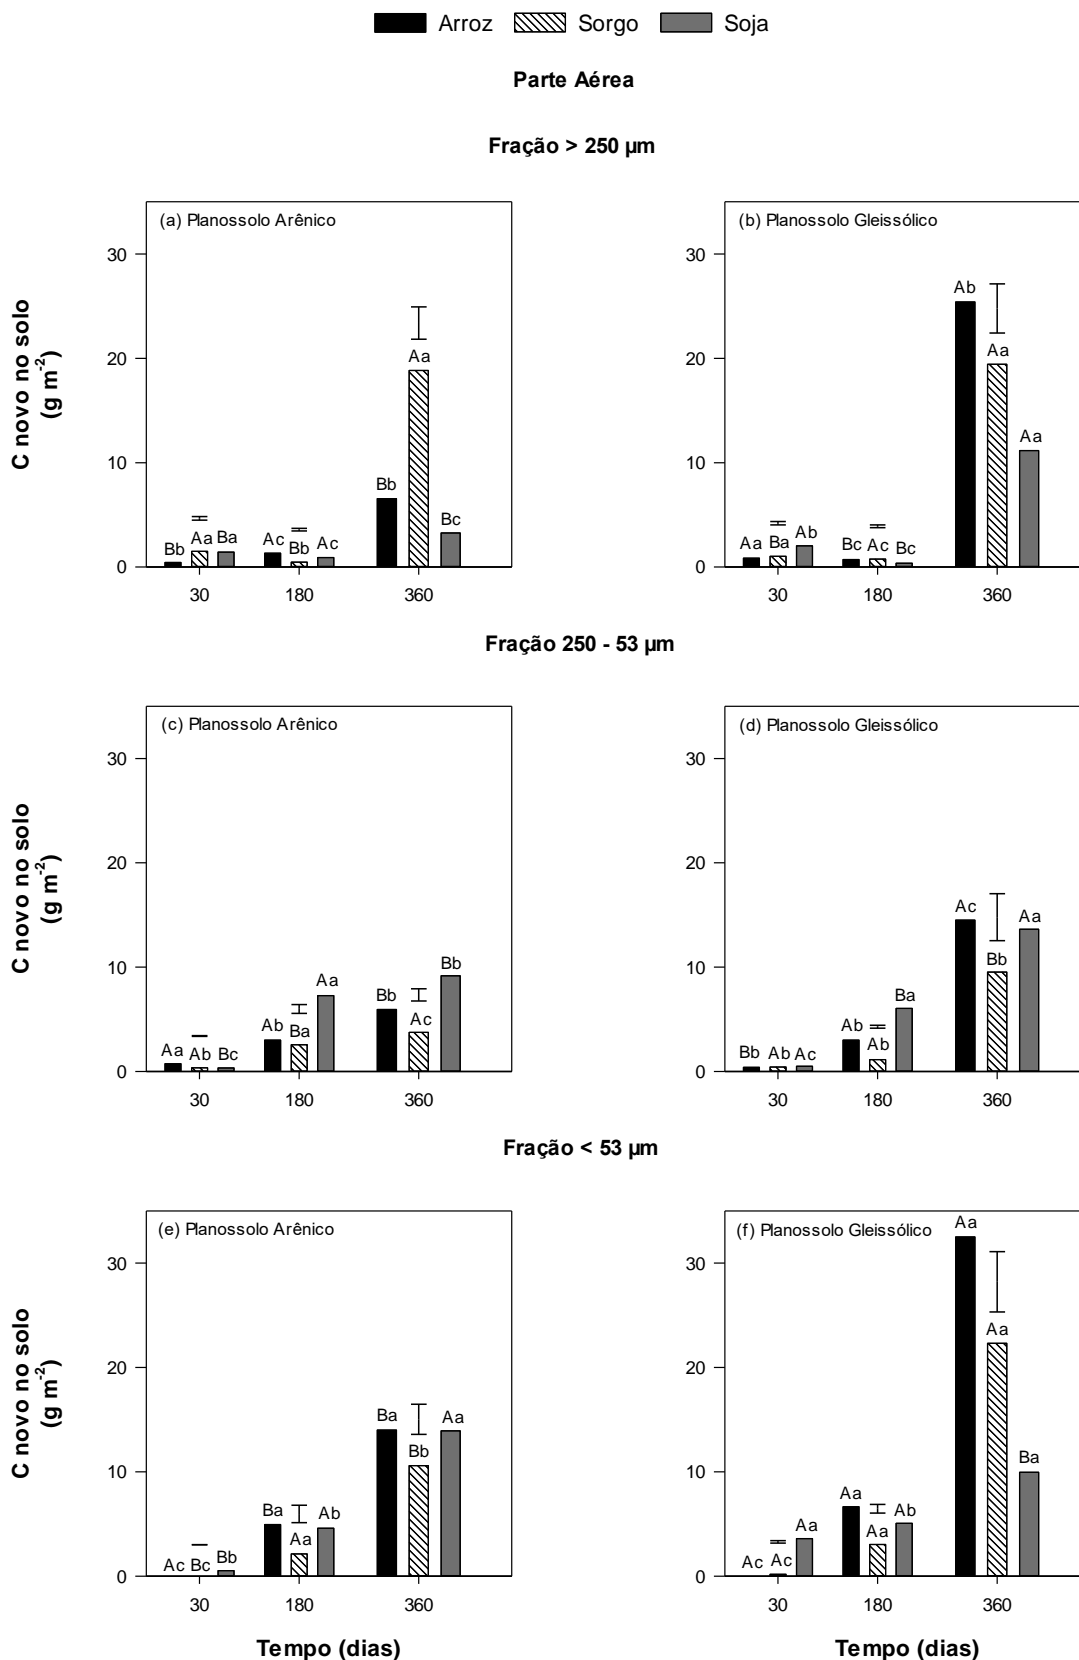 Arroz Sorgo Soja
Parte Aérea
Fração > 250 µm
(a) Planossolo Arênico
C novo no solo
(g m-2)
30
20
10
0
Bb Aa Ba Ac Bb Ac Bb Aa Bc
30 180 360
(b) Planossolo Gleissólico
30
20
10
0
Aa Ba Ab Bc Ac Bc Ab Aa Aa
30 180 360
Fração 250 - 53 µm
(c) Planossolo Arênico
C novo no solo
(g m-2)
30
20
10
0
Aa Ab Bc Ab Ba Aa Bb Ac Bb
30 180 360
(d) Planossolo Gleissólico
30
20
10
0
Bb Ab Ac Ab Ab Ba Ac Bb Aa
30 180 360
Fração < 53 µm
(e) Planossolo Arênico
C novo no solo
(g m-2)
30
20
10
0
Ac Bc Bb Ba Aa Ab Ba Bb Aa
30 180 360
Tempo (dias)
(f) Planossolo Gleissólico
30
20
10
0
Ac Ac Aa Aa Aa Ab Aa Aa Ba
30 180 360
Tempo (dias)